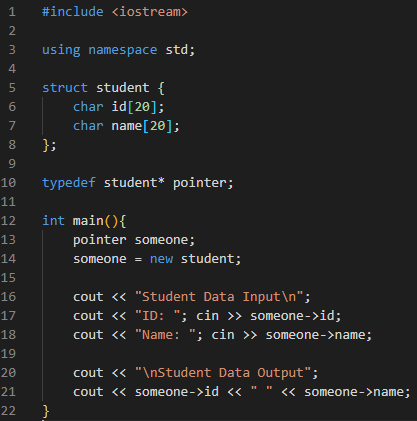 1 #include <iostream>
2
3 using namespace std;
4
5 struct student {
6     char id[20];
7     char name[20];
8 };
9
10 typedef student* pointer;
11
12 int main(){
13     pointer someone;
14     someone = new student;
15
16     cout << "Student Data Input\n";
17     cout << "ID: "; cin >> someone->id;
18     cout << "Name: "; cin >> someone->name;
19
20     cout << "\nStudent Data Output";
21     cout << someone->id << " " << someone->name;
22 }